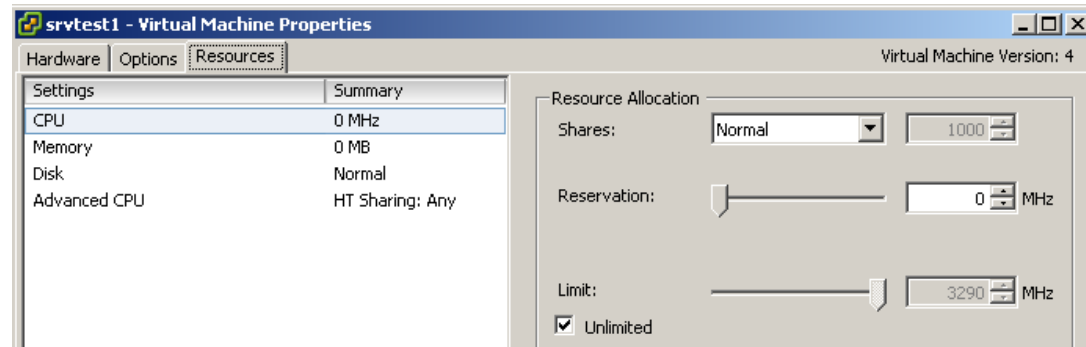 srvtest1 - Virtual Machine Properties
Hardware Options Resources Virtual Machine Version: 4
Settings Summary
CPU 0 MHz
Memory 0 MB
Disk Normal
Advanced CPU HT Sharing: Any
Resource Allocation
Shares: Normal 1000
Reservation: 0 MHz
Limit: 3290 MHz
Unlimited